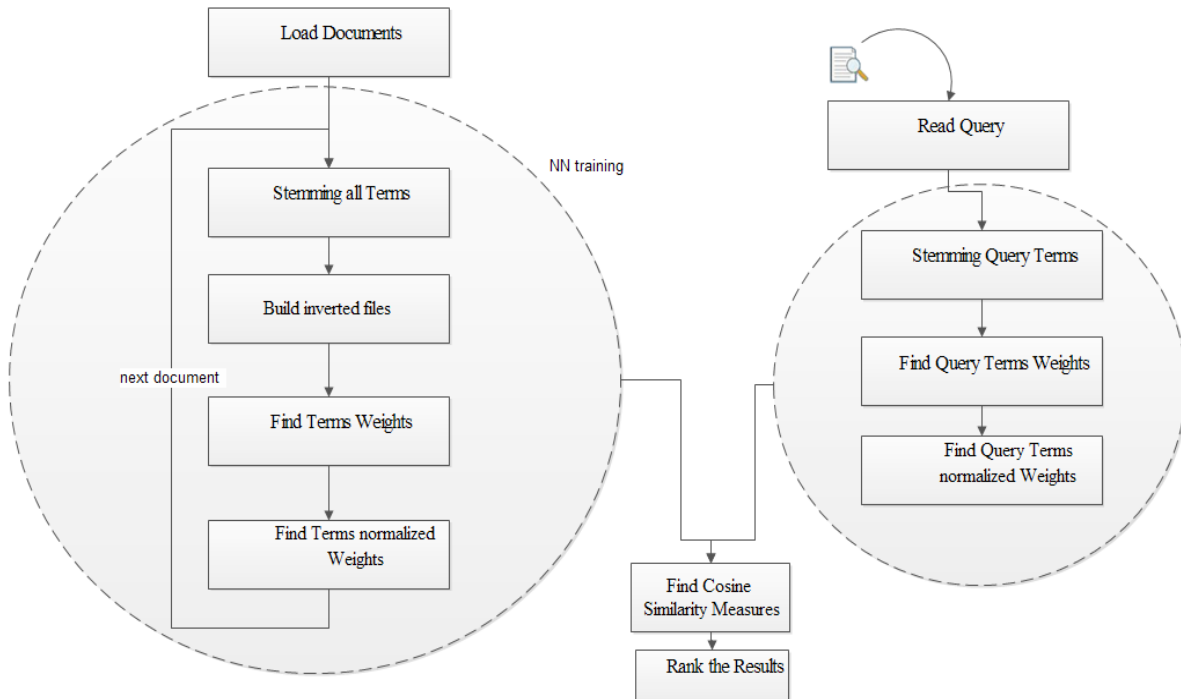 Load Documents
NN training
Stemming all Terms
Build inverted files
next document
Find Terms Weights
Find Terms normalized
Weights
Read Query
Stemming Query Terms
Find Query Terms Weights
Find Query Terms
normalized Weights
Find Cosine
Similarity Measures
Rank the Results